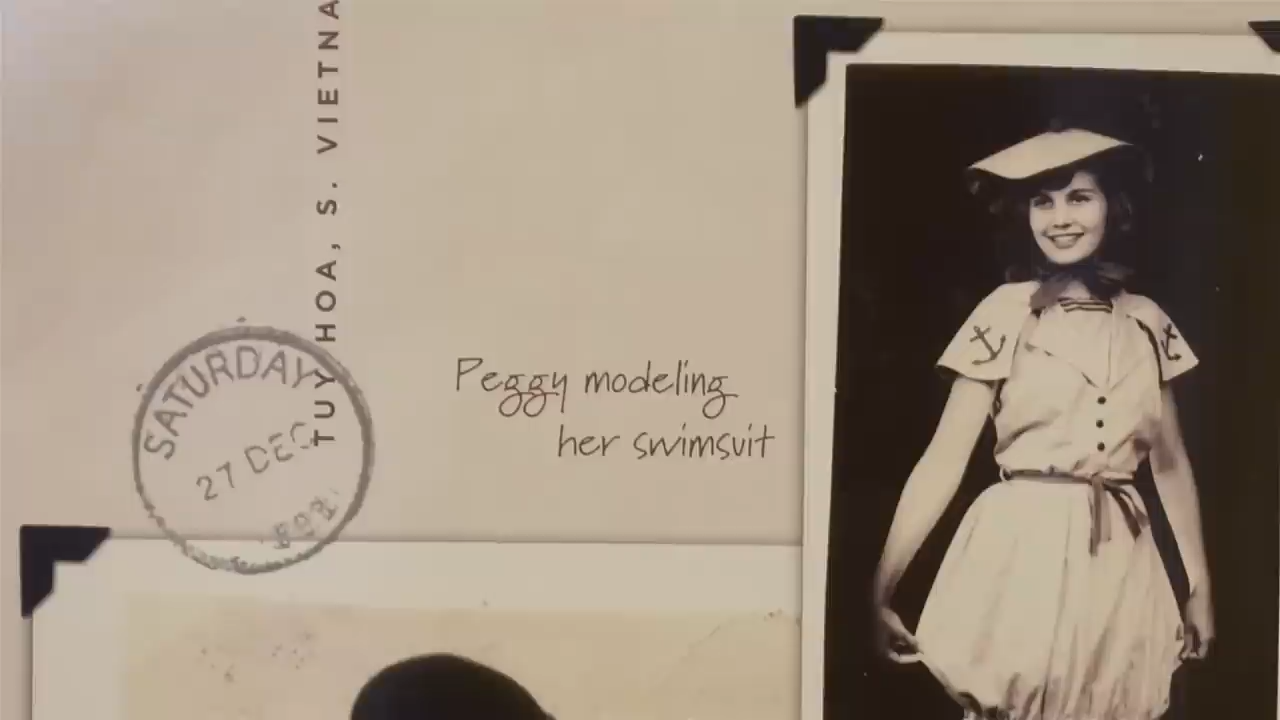 TUY HOA, S. VIETNA
SATURDAY
27 DEC
Peggy modeling
her swimsuit